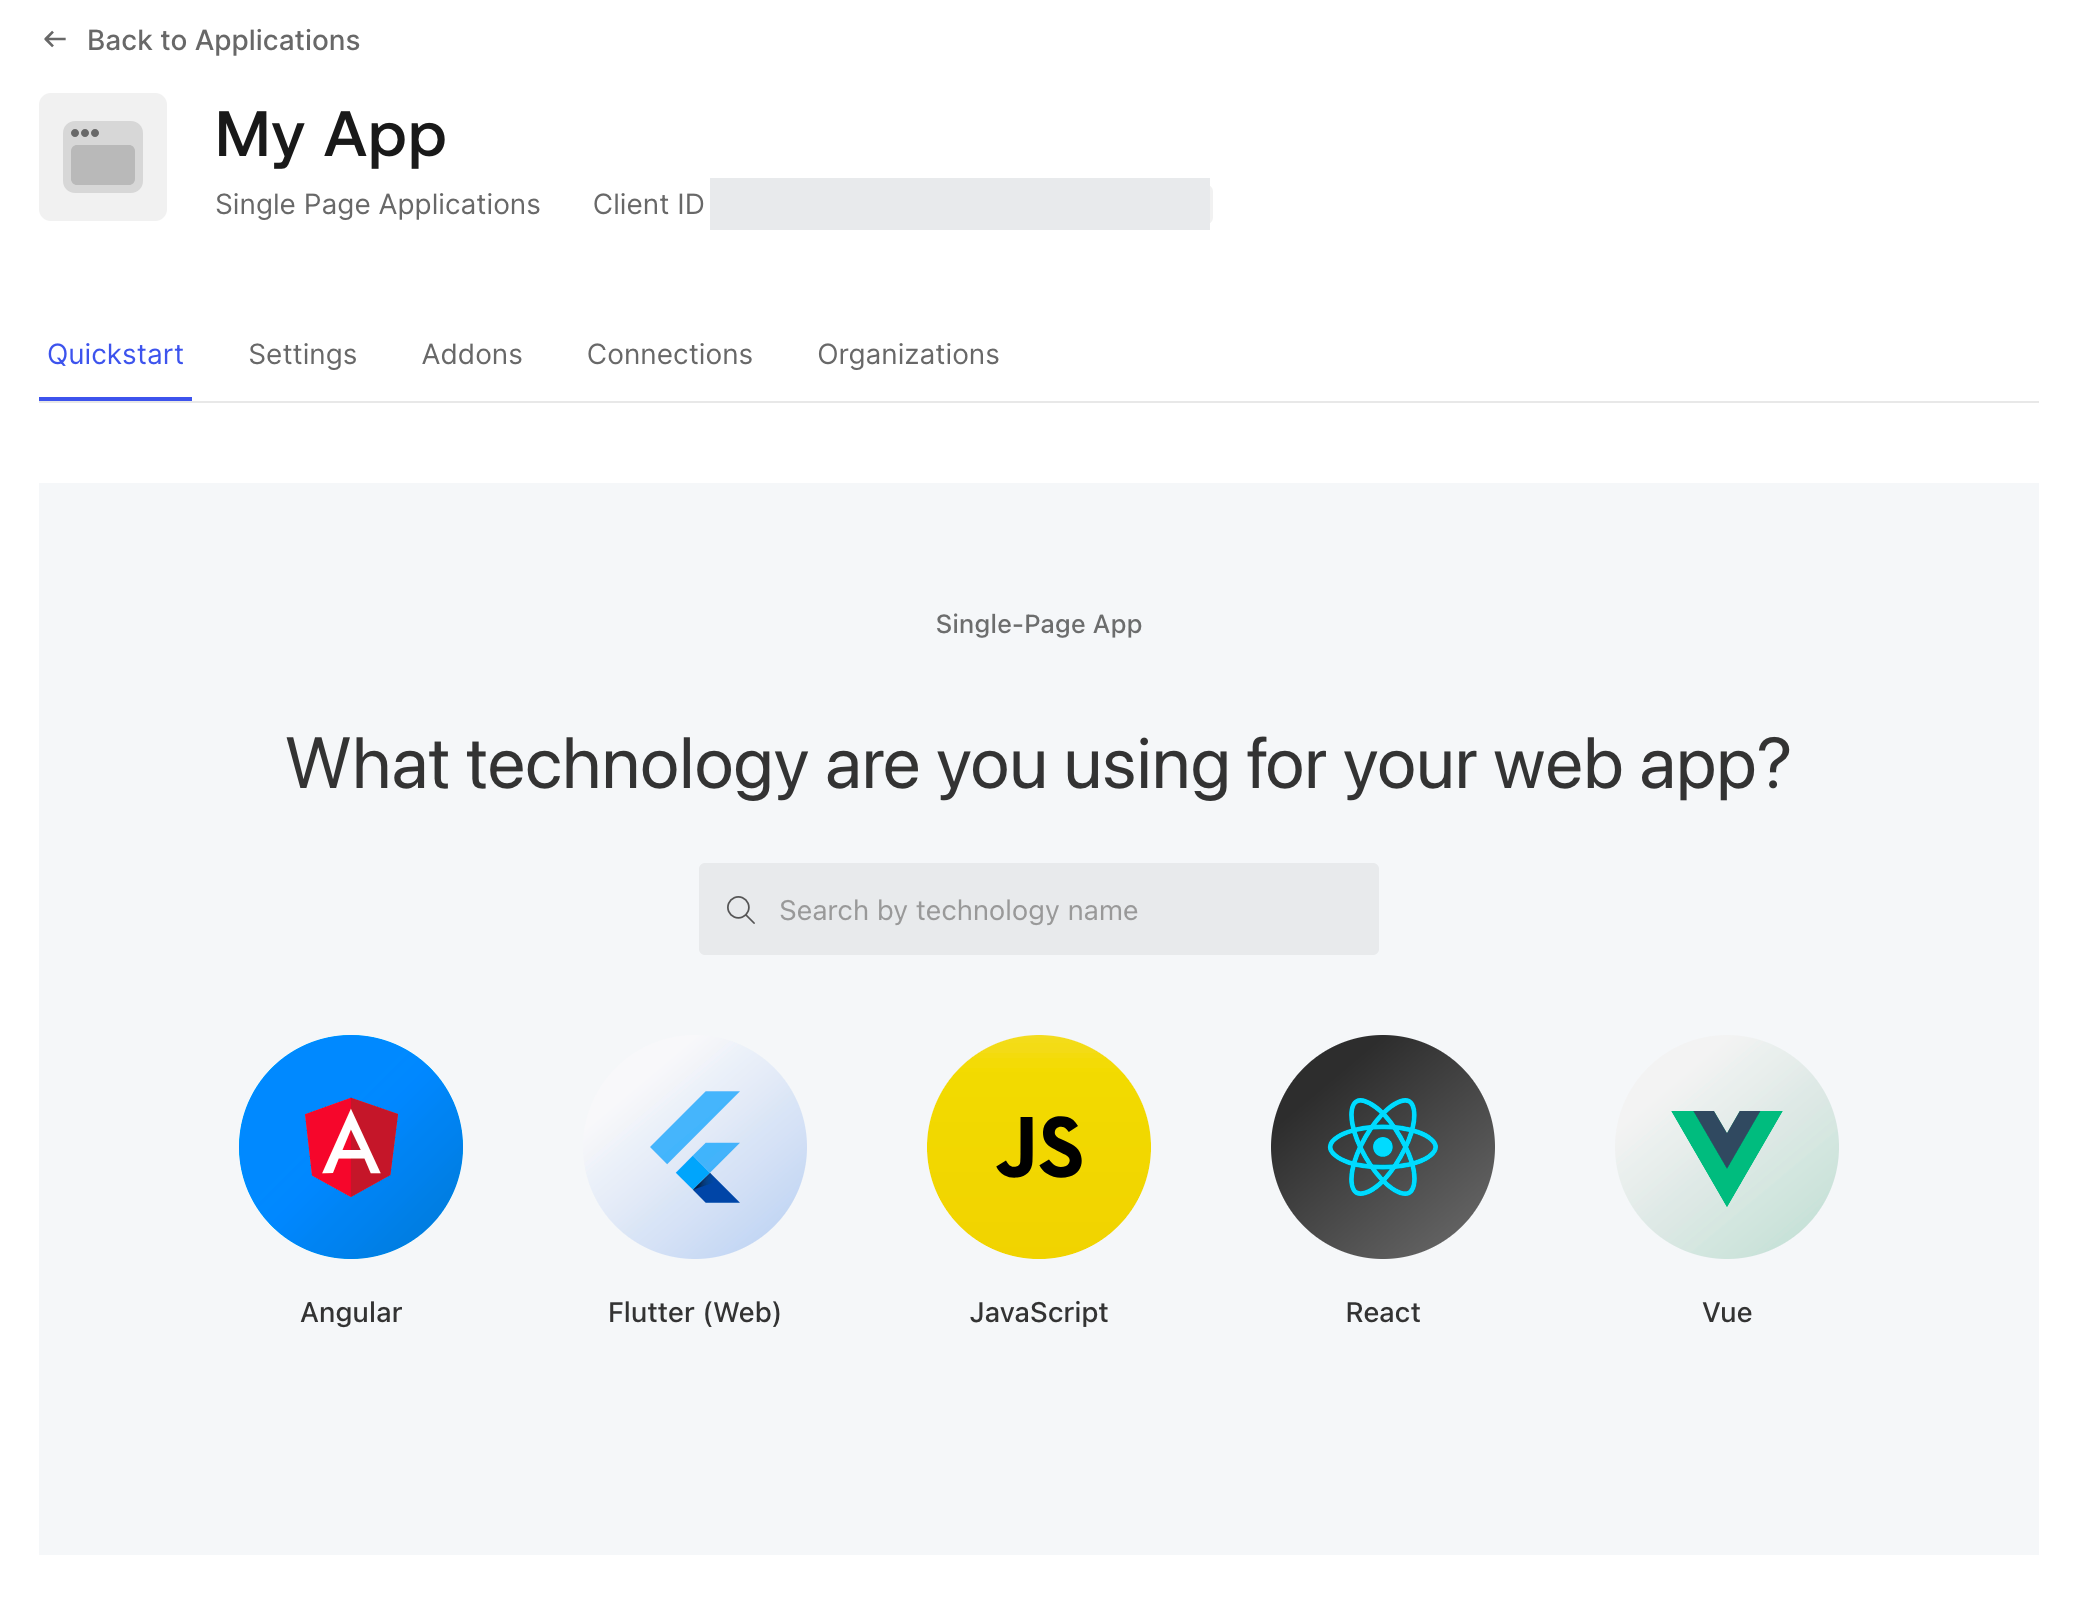 Back to Applications
My App
Single Page Applications Client ID
Quickstart Settings Addons Connections Organizations
Single-Page App
What technology are you using for your web app?
Search by technology name
JS
Angular Flutter (Web) JavaScript React Vue